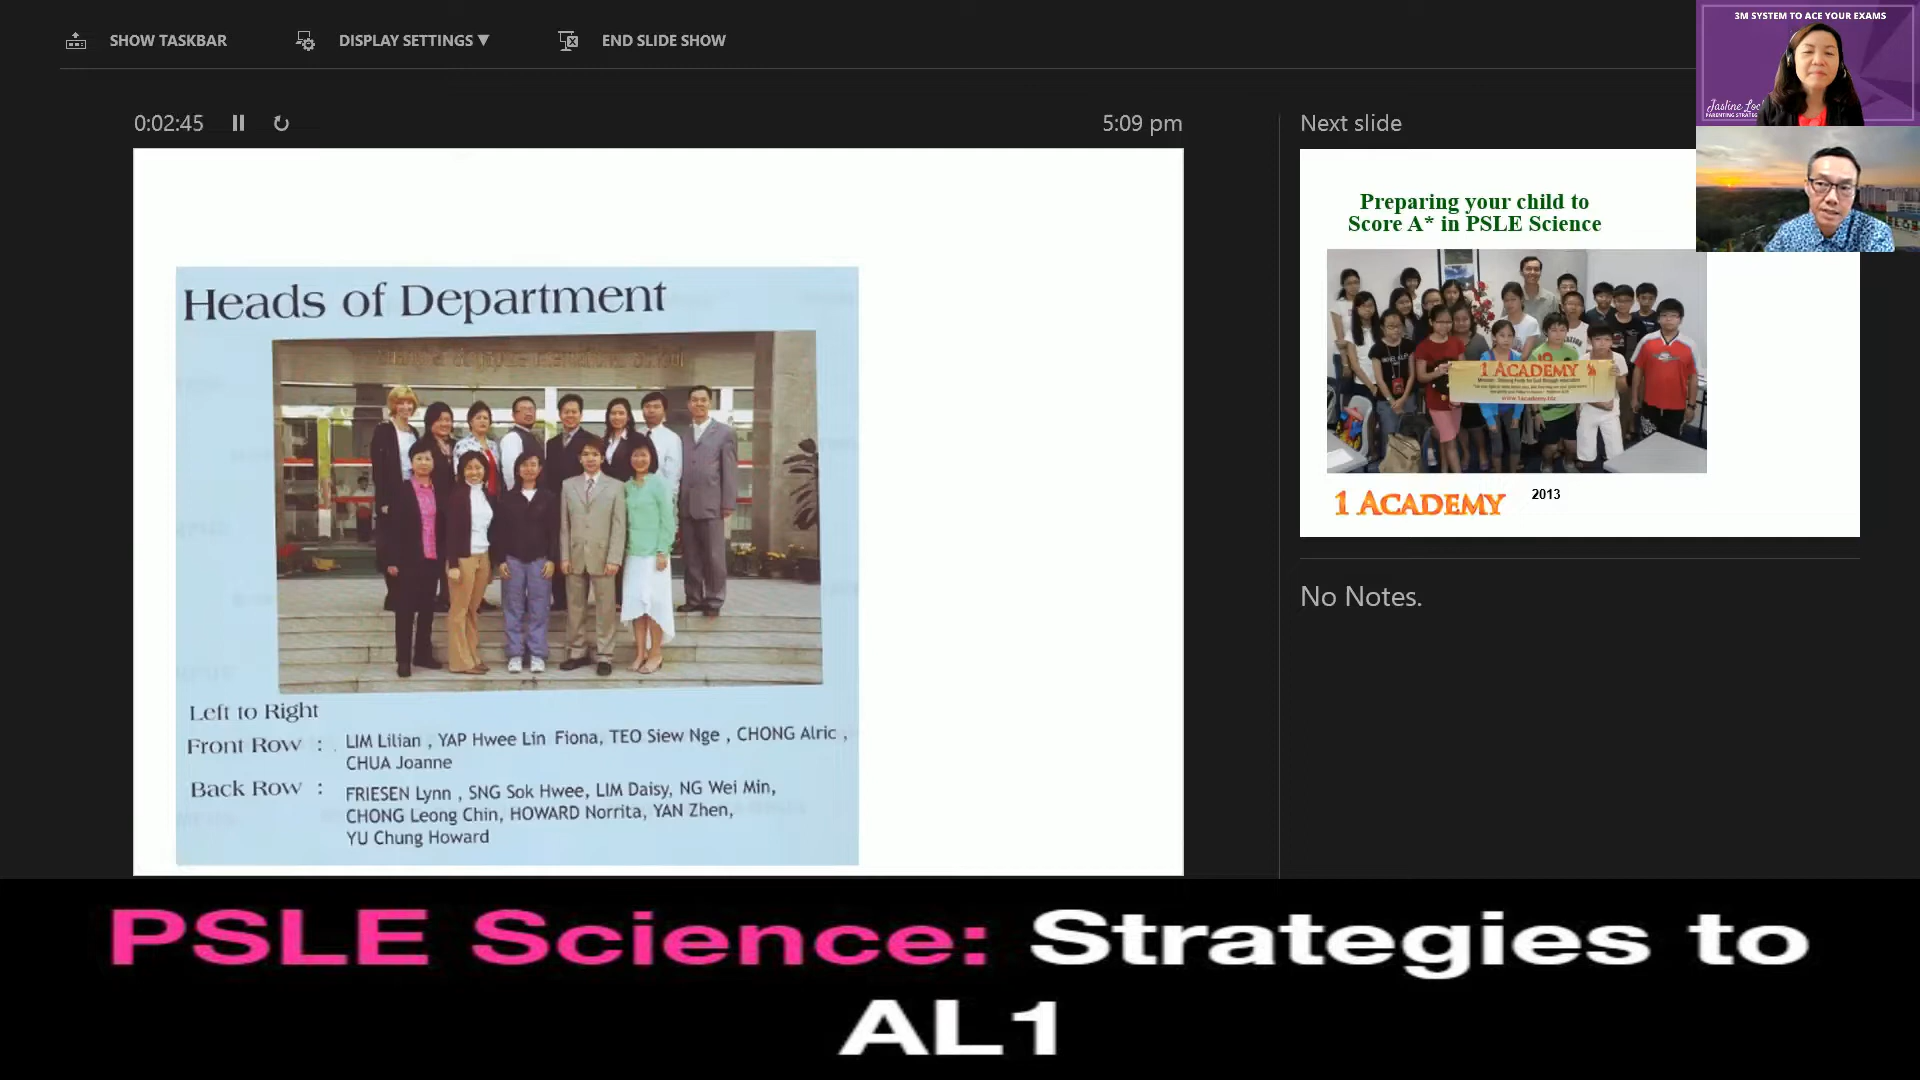 SHOW TASKBAR
DISPLAY SETTINGS ▼
END SLIDE SHOW
3M SYSTEM TO ACE YOUR EXAMS
0:02:45
5:09 pm
Next slide
Preparing your child to
Score A* in PSLE Science
1 ACADEMY
www.1academy.biz
1 ACADEMY
2013
No Notes.
Heads of Department
Left to Right
Front Row :
LIM Lilian , YAP Hwee Lin Fiona, TEO Siew Nge , CHONG Alric ,
CHUA Joanne
Back Row :
FRIESEN Lynn , SNG Sok Hwee, LIM Daisy, NG Wei Min,
CHONG Leong Chin, HOWARD Norrita, YAN Zhen,
YU Chung Howard
PSLE Science: Strategies to
AL1